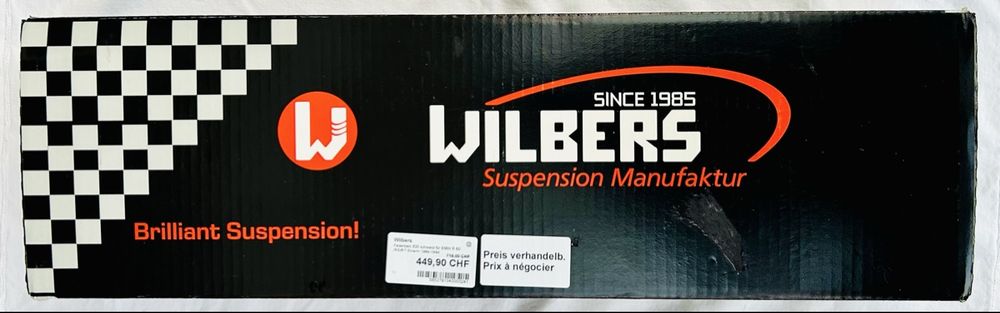 SINCE 1985
WILBERS
Suspension Manufaktur
W
Brilliant Suspension!
Wilbers
449,90 CHF
Preis verhandelb.
Prix à négocier